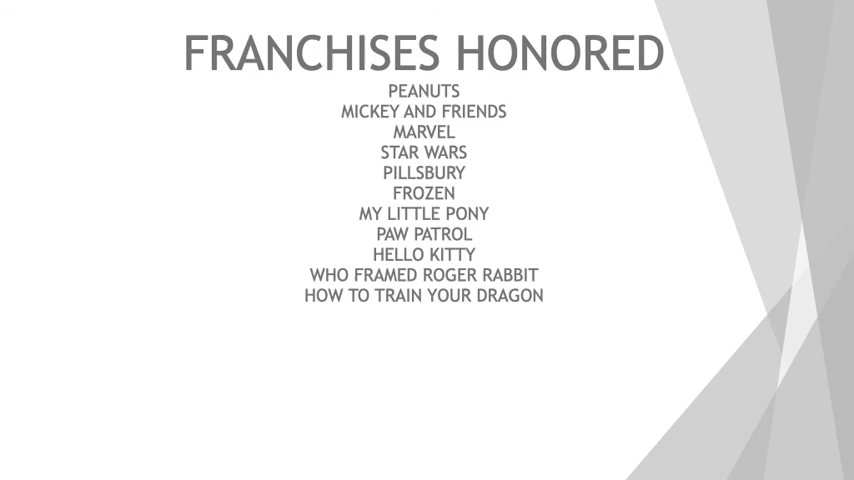 FRANCHISES HONORED
PEANUTS
MICKEY AND FRIENDS
MARVEL
STAR WARS
PILLSBURY
FROZEN
MY LITTLE PONY
PAW PATROL
HELLO KITTY
WHO FRAMED ROGER RABBIT
HOW TO TRAIN YOUR DRAGON